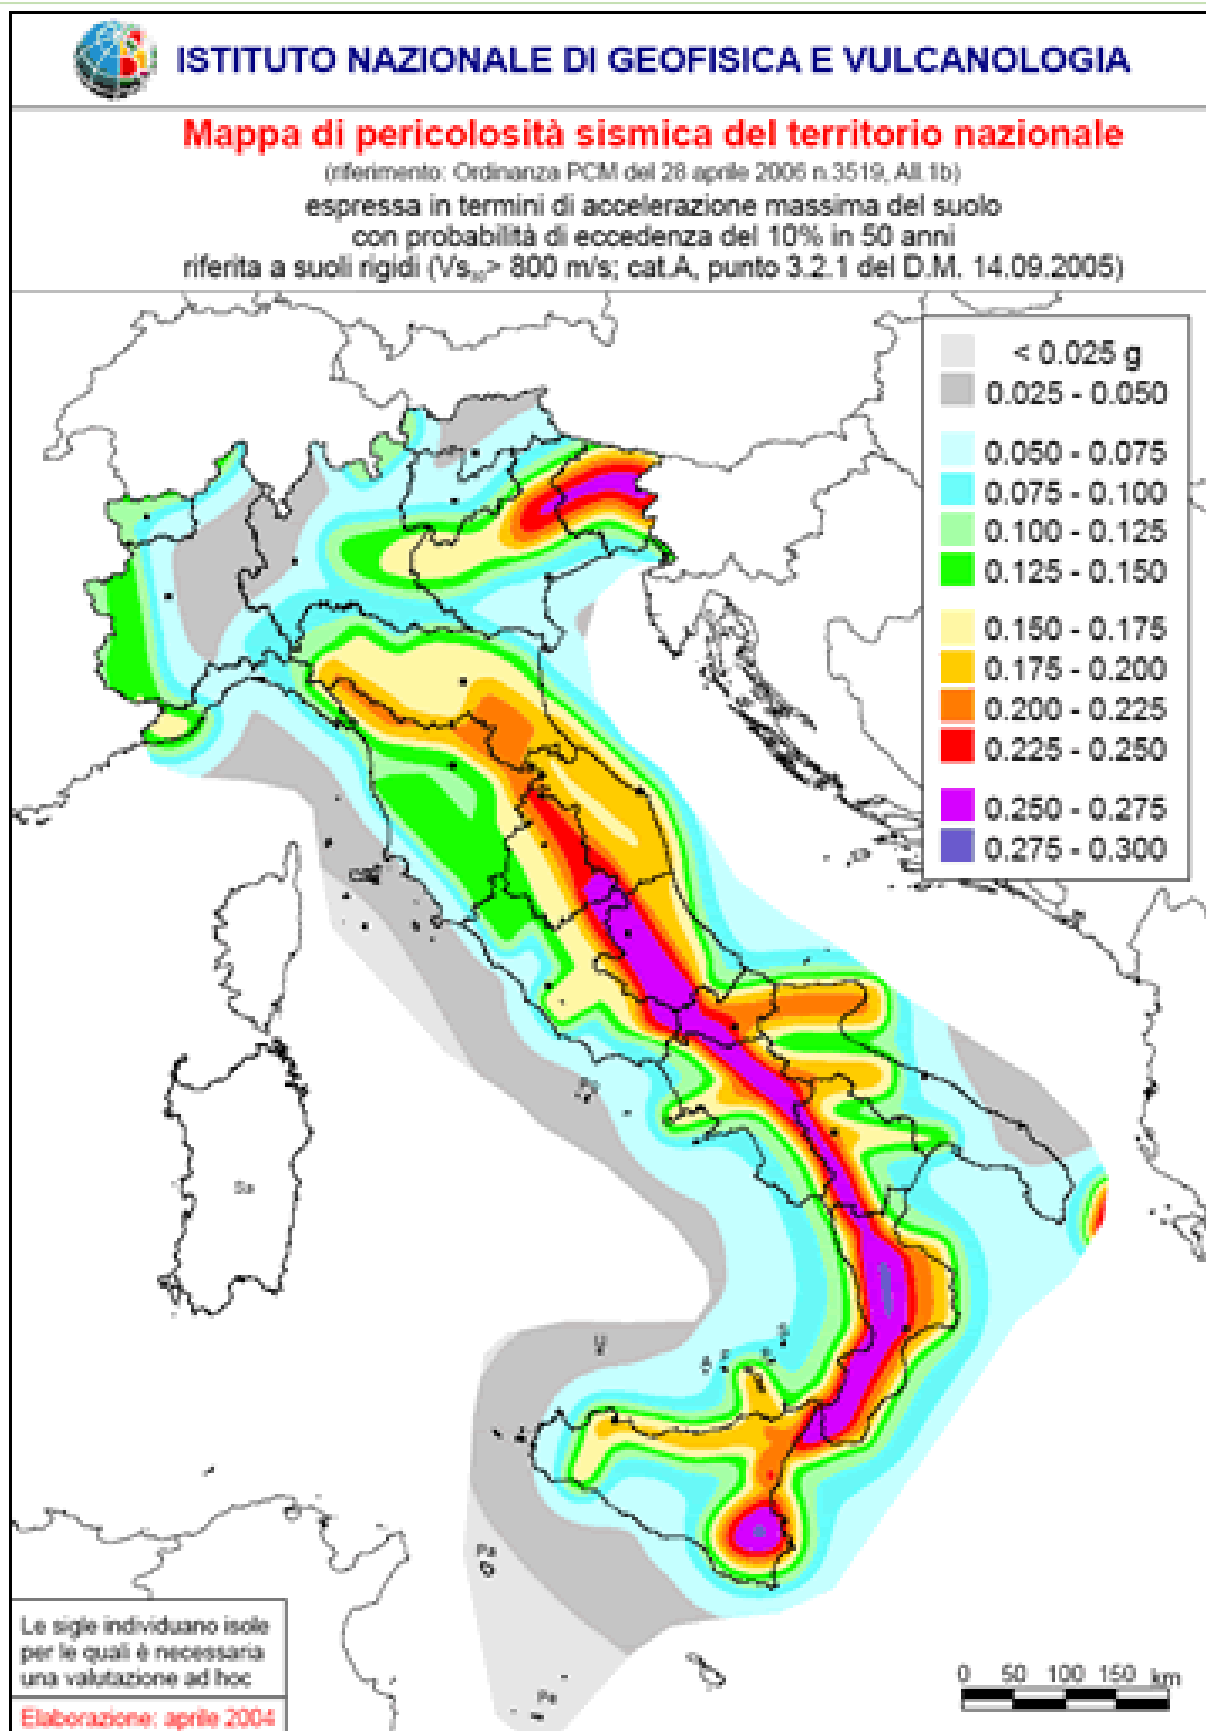 ISTITUTO NAZIONALE DI GEOFISICA E VULCANOLOGIA
Mappa di pericolosità sismica del territorio nazionale
(riferimento: Ordinanza PCM del 28 aprile 2006 n.3519, All.1b)
espressa in termini di accelerazione massima del suolo
con probabilità di eccedenza del 10% in 50 anni
riferita a suoli rigidi (Vs₃₀> 800 m/s; cat.A, punto 3.2.1 del D.M. 14.09.2005)
< 0.025 g
0.025 - 0.050
0.050 - 0.075
0.075 - 0.100
0.100 - 0.125
0.125 - 0.150
0.150 - 0.175
0.175 - 0.200
0.200 - 0.225
0.225 - 0.250
0.250 - 0.275
0.275 - 0.300
Sa
U
Pa
Pe
Le sigle individuano isole
per le quali è necessaria
una valutazione ad hoc
Elaborazione: aprile 2004
0 50 100 150 km